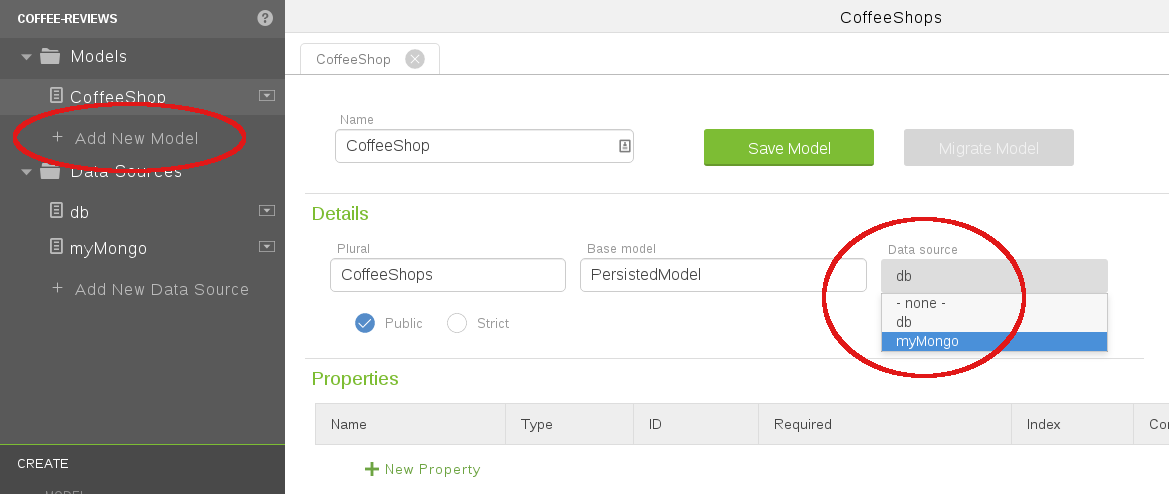 COFFEE-REVIEWS
?
Models
CoffeeShop
+ Add New Model
Data Sources
db
myMongo
+ Add New Data Source
CREATE
MODEL
CoffeeShops
CoffeeShop
Name
CoffeeShop
Save Model
Migrate Model
Details
Plural
Base model
Data source
CoffeeShops
PersistedModel
db
- none -
db
myMongo
Public
Strict
Properties
Name
Type
ID
Required
Index
Co
+ New Property